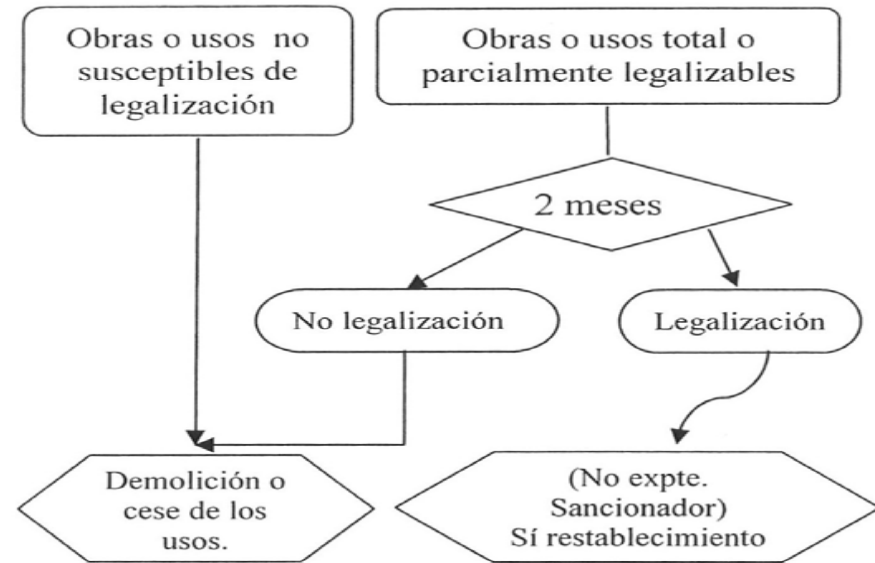 Obras o usos no
susceptibles de
legalización
Obras o usos total o
parcialmente legalizables
2 meses
No legalización
Legalización
Demolición o
cese de los
usos.
(No expte.
Sancionador)
Sí restablecimiento